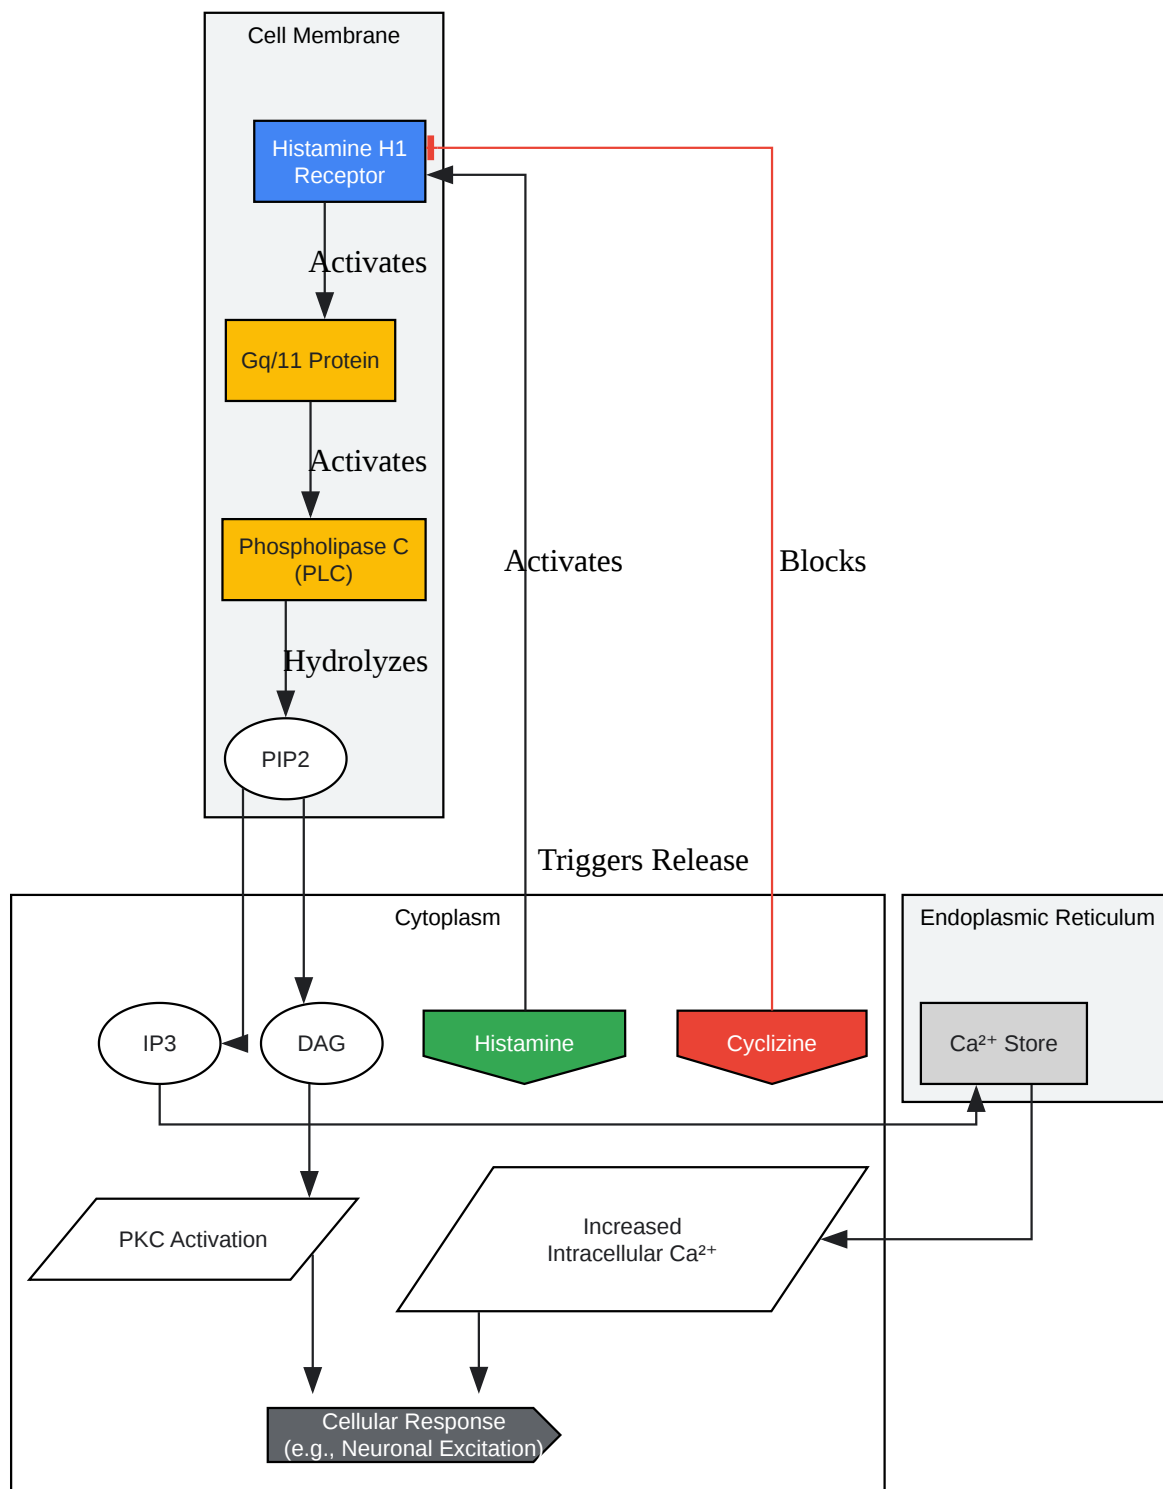 Cell Membrane
Histamine H1
Receptor
Activates
Gq/11 Protein
Activates
Phospholipase C
(PLC)
Activates
Blocks
Hydrolyzes
PIP2
Triggers Release
Cytoplasm
Endoplasmic Reticulum
IP3
DAG
Histamine
Cyclizine
Ca²⁺ Store
PKC Activation
Increased
Intracellular Ca²⁺
Cellular Response
(e.g., Neuronal Excitation)